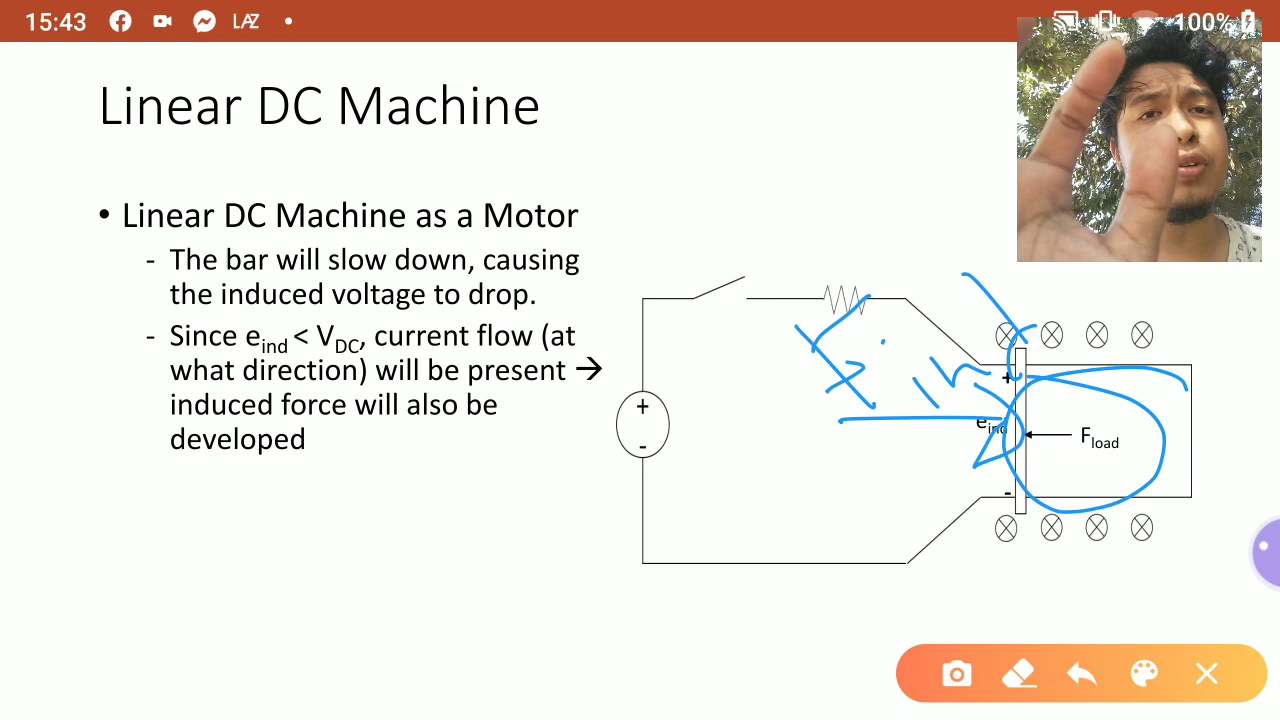 15:43 LAZ 100%
Linear DC Machine
• Linear DC Machine as a Motor
- The bar will slow down, causing
the induced voltage to drop.
- Since eind < VDC, current flow (at
what direction) will be present →
induced force will also be
developed
+
-
+
eind
-
Fload